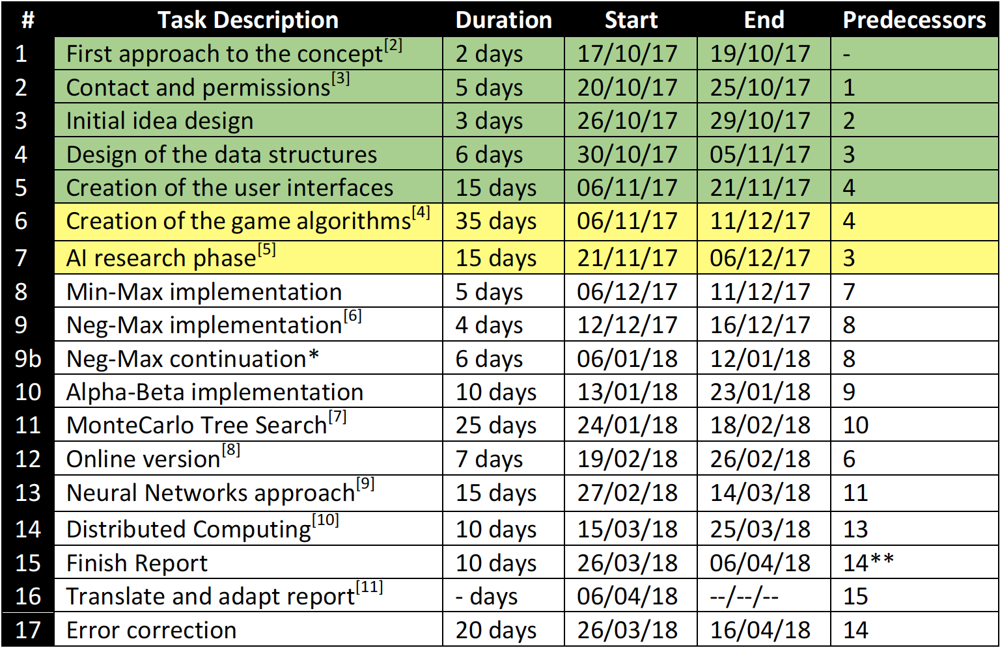 # Task Description Duration Start End Predecessors
1 First approach to the concept[2] 2 days 17/10/17 19/10/17 -
2 Contact and permissions[3] 5 days 20/10/17 25/10/17 1
3 Initial idea design 3 days 26/10/17 29/10/17 2
4 Design of the data structures 6 days 30/10/17 05/11/17 3
5 Creation of the user interfaces 15 days 06/11/17 21/11/17 4
6 Creation of the game algorithms[4] 35 days 06/11/17 11/12/17 4
7 AI research phase[5] 15 days 21/11/17 06/12/17 3
8 Min-Max implementation 5 days 06/12/17 11/12/17 7
9 Neg-Max implementation[6] 4 days 12/12/17 16/12/17 8
9b Neg-Max continuation* 6 days 06/01/18 12/01/18 8
10 Alpha-Beta implementation 10 days 13/01/18 23/01/18 9
11 MonteCarlo Tree Search[7] 25 days 24/01/18 18/02/18 10
12 Online version[8] 7 days 19/02/18 26/02/18 6
13 Neural Networks approach[9] 15 days 27/02/18 14/03/18 11
14 Distributed Computing[10] 10 days 15/03/18 25/03/18 13
15 Finish Report 10 days 26/03/18 06/04/18 14**
16 Translate and adapt report[11] - days 06/04/18 --/--/-- 15
17 Error correction 20 days 26/03/18 16/04/18 14